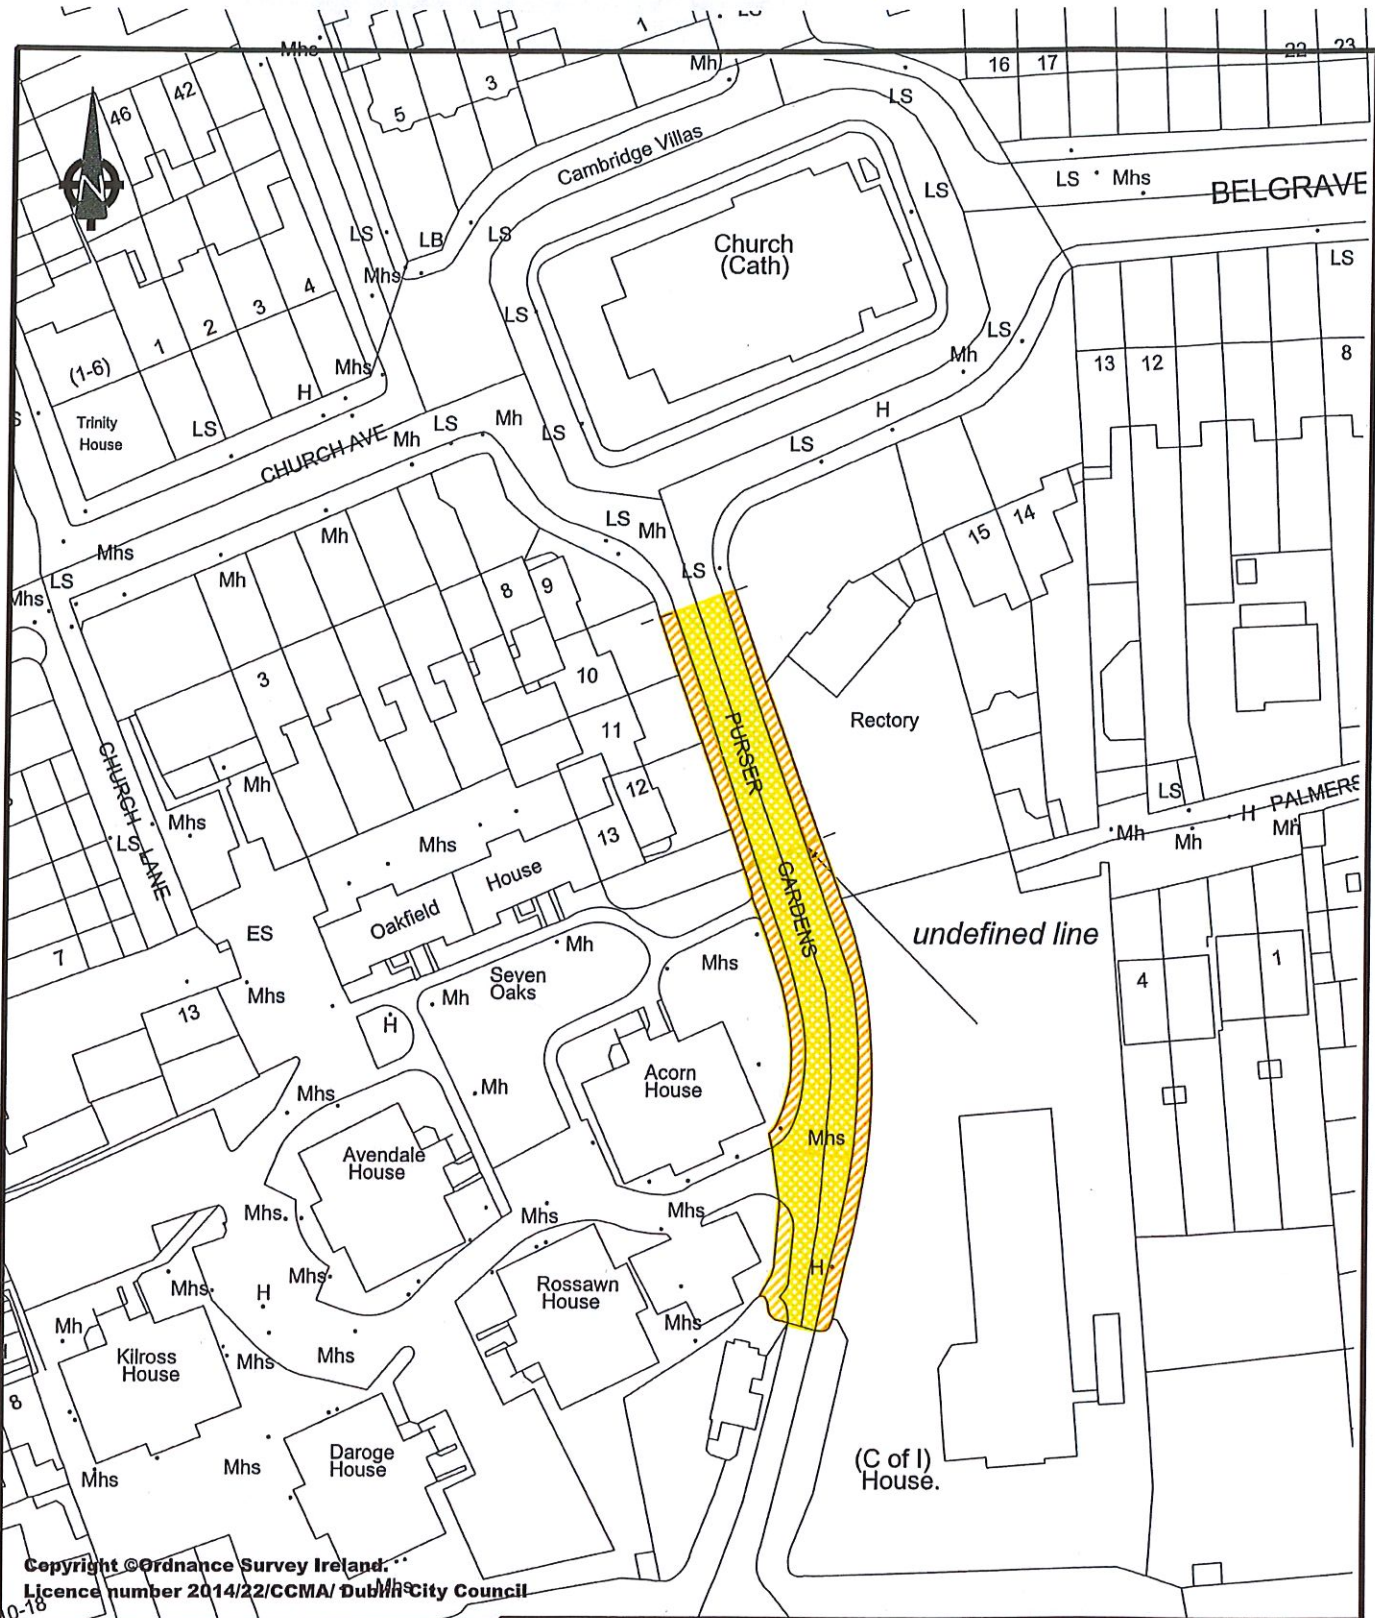 1
LS
Mhs
Mh
16
17
22
23
46
42
5
3
LS
Cambridge Villas
LS
Mhs
BELGRAVE
N
LS
LB
LS
LS
Church
(Cath)
LS
Mhs
1
2
3
4
LS
LS
Mh
(1-6)
Mhs
13
12
8
H
Trinity
House
LS
CHURCH AVE
Mh
LS
Mh
LS
H
LS
Mhs
Mh
LS
Mh
15
14
LS
Mh
LS
Mhs
8
9
3
10
11
12
13
PURSER
GARDENS
Rectory
CHURCH LANE
Mh
Mhs
LS
Mhs
LS
H
PALMERS
Mh
Mh
Mh
Oakfield
House
undefined line
ES
7
Mhs
13
Mh
Mhs
Seven
Oaks
Mh
H
4
1
Mh
Acorn
House
Mhs
Mhs
Avendale
House
Mhs
Mhs
Mhs
Mhs
Mhs
H
H
Rossawn
House
Mhs
Mh
Kilross
House
Mhs
Mhs
8
Mhs
Mhs
Daroge
House
(C of I)
House.
Copyright ©Ordnance Survey Ireland.
Licence number 2014/22/CCMA/ Dublin City Council
Mhs
0-18